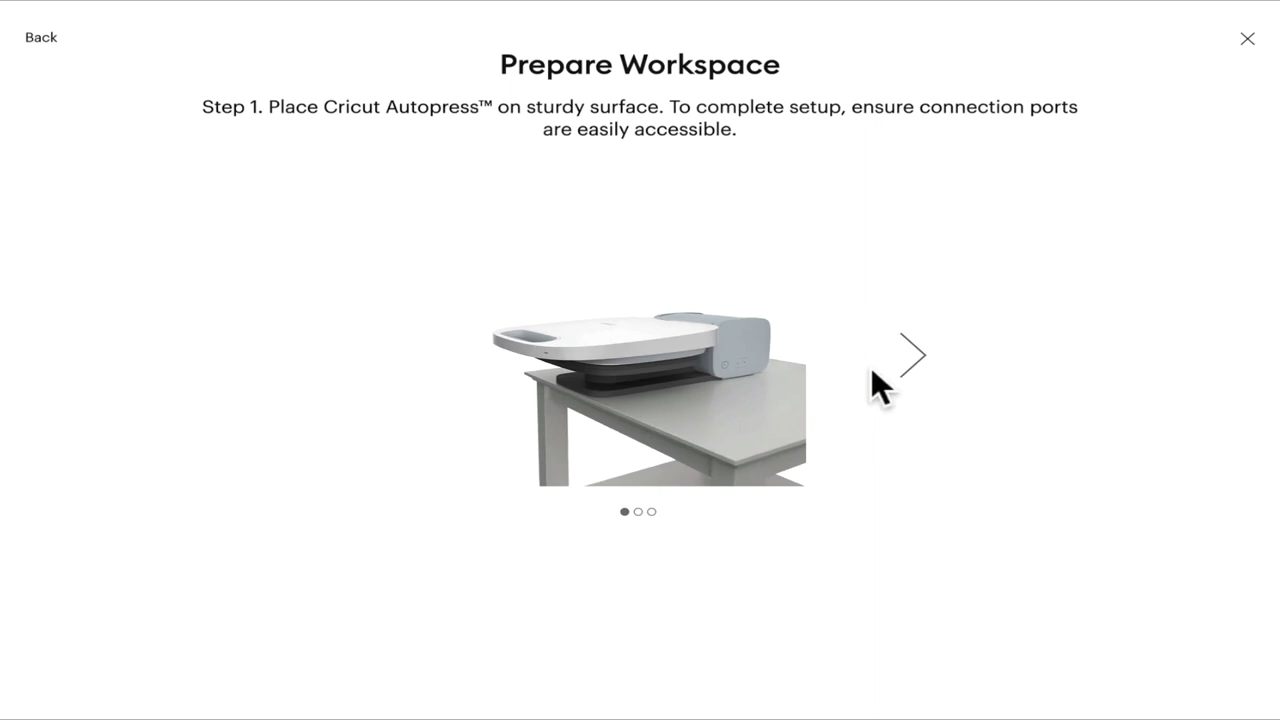 Back
Prepare Workspace
Step 1. Place Cricut Autopress™ on sturdy surface. To complete setup, ensure connection ports
are easily accessible.